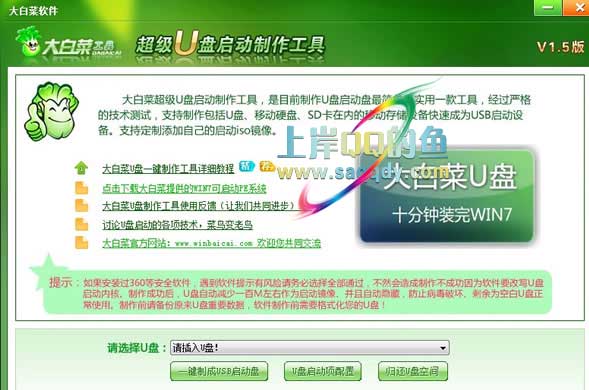 大白菜软件
大白菜 超级U盘启动制作工具 V1.5版
大白菜超级U盘启动制作工具，是目前制作U盘启动盘最 实用一款工具，经过严格
的技术测试，支持制作包括U盘、移动硬盘、SD卡在内的移动存储设备快速成为USB启动设
备。支持定制添加自己的启动iso镜像。
上岸QQ的鱼
大白菜U盘一键制作工具详细教程 荐
点击下载大白菜提供的WIN7可启动PE系统
大白菜U盘制作工具使用反馈（让我们共同进步）
讨论U盘启动的各项技术，菜鸟变老鸟
大白菜官方网站：www.winbaicai.com 欢迎您共同交流
大白菜U盘
十分钟装完WIN7
提示：如果安装过360等安全软件，遇到软件提示有风险请务必选择全部通过，不然会造成制作不成功因为软件要改写U盘
启动内核。制作成功后，U盘自动减少一百M左右作为启动镜像、并且自动隐藏，防止病毒破坏、剩余为空白U盘正
常使用。制作前请备份原来U盘重要数据，软件制作前需要格式化您的U盘！
请选择U盘： 请插入U盘！
一键制成USB启动盘 U盘启动项配置 归还U盘空间